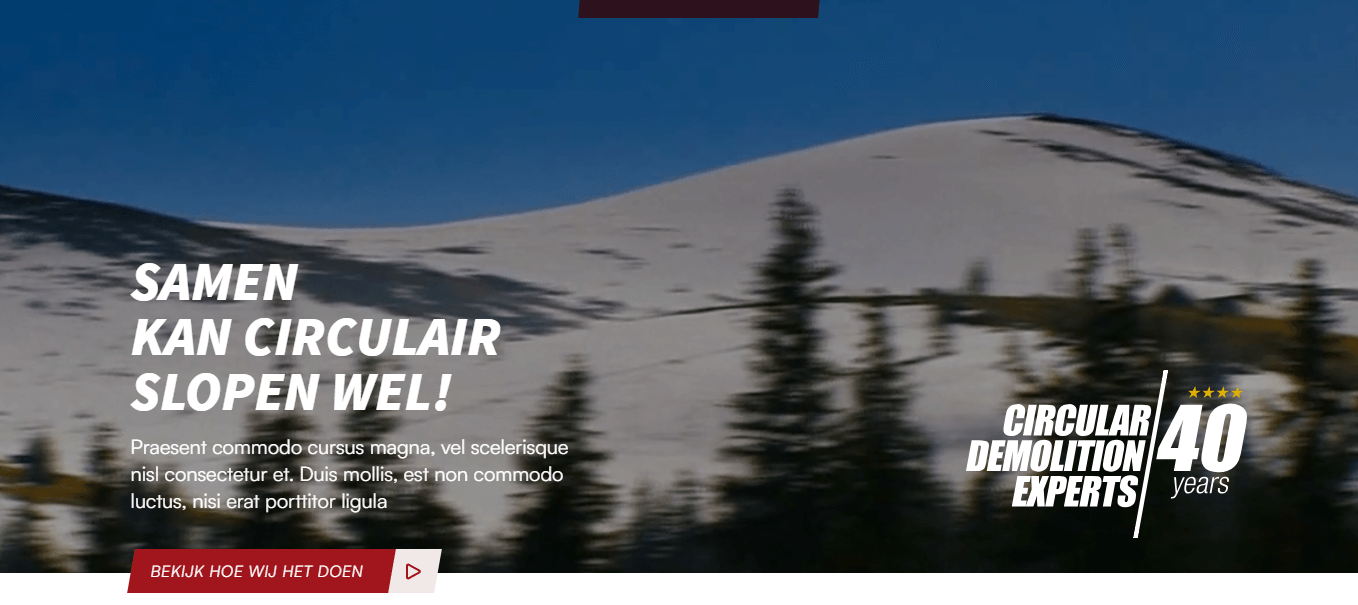 SAMEN
KAN CIRCULAIR
SLOPEN WEL!
Praesent commodo cursus magna, vel scelerisque
nisl consectetur et. Duis mollis, est non commodo
luctus, nisi erat porttitor ligula
BEKIJK HOE WIJ HET DOEN
CIRCULAR
DEMOLITION
EXPERTS
40
years